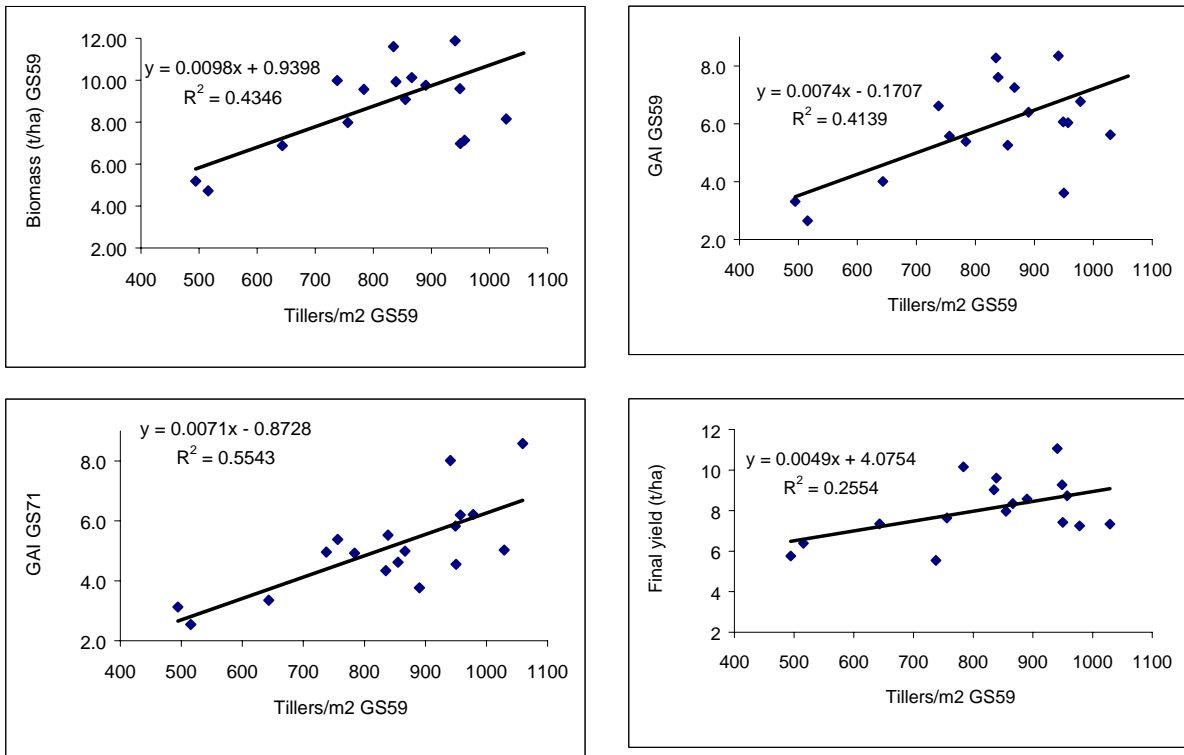 12.00
10.00
8.00
6.00
4.00
2.00
Biomass (t/ha) GS59
y = 0.0098x + 0.9398
R² = 0.4346
400 500 600 700 800 900 1000 1100
Tillers/m2 GS59
8.0
6.0
4.0
2.0
GAI GS59
y = 0.0074x - 0.1707
R² = 0.4139
400 500 600 700 800 900 1000 1100
Tillers/m2 GS59
y = 0.0071x - 0.8728
R² = 0.5543
8.0
6.0
4.0
2.0
GAI GS71
400 500 600 700 800 900 1000 1100
Tillers/m2 GS59
12
10
8
6
4
2
Final yield (t/ha)
y = 0.0049x + 4.0754
R² = 0.2554
400 500 600 700 800 900 1000 1100
Tillers/m2 GS59